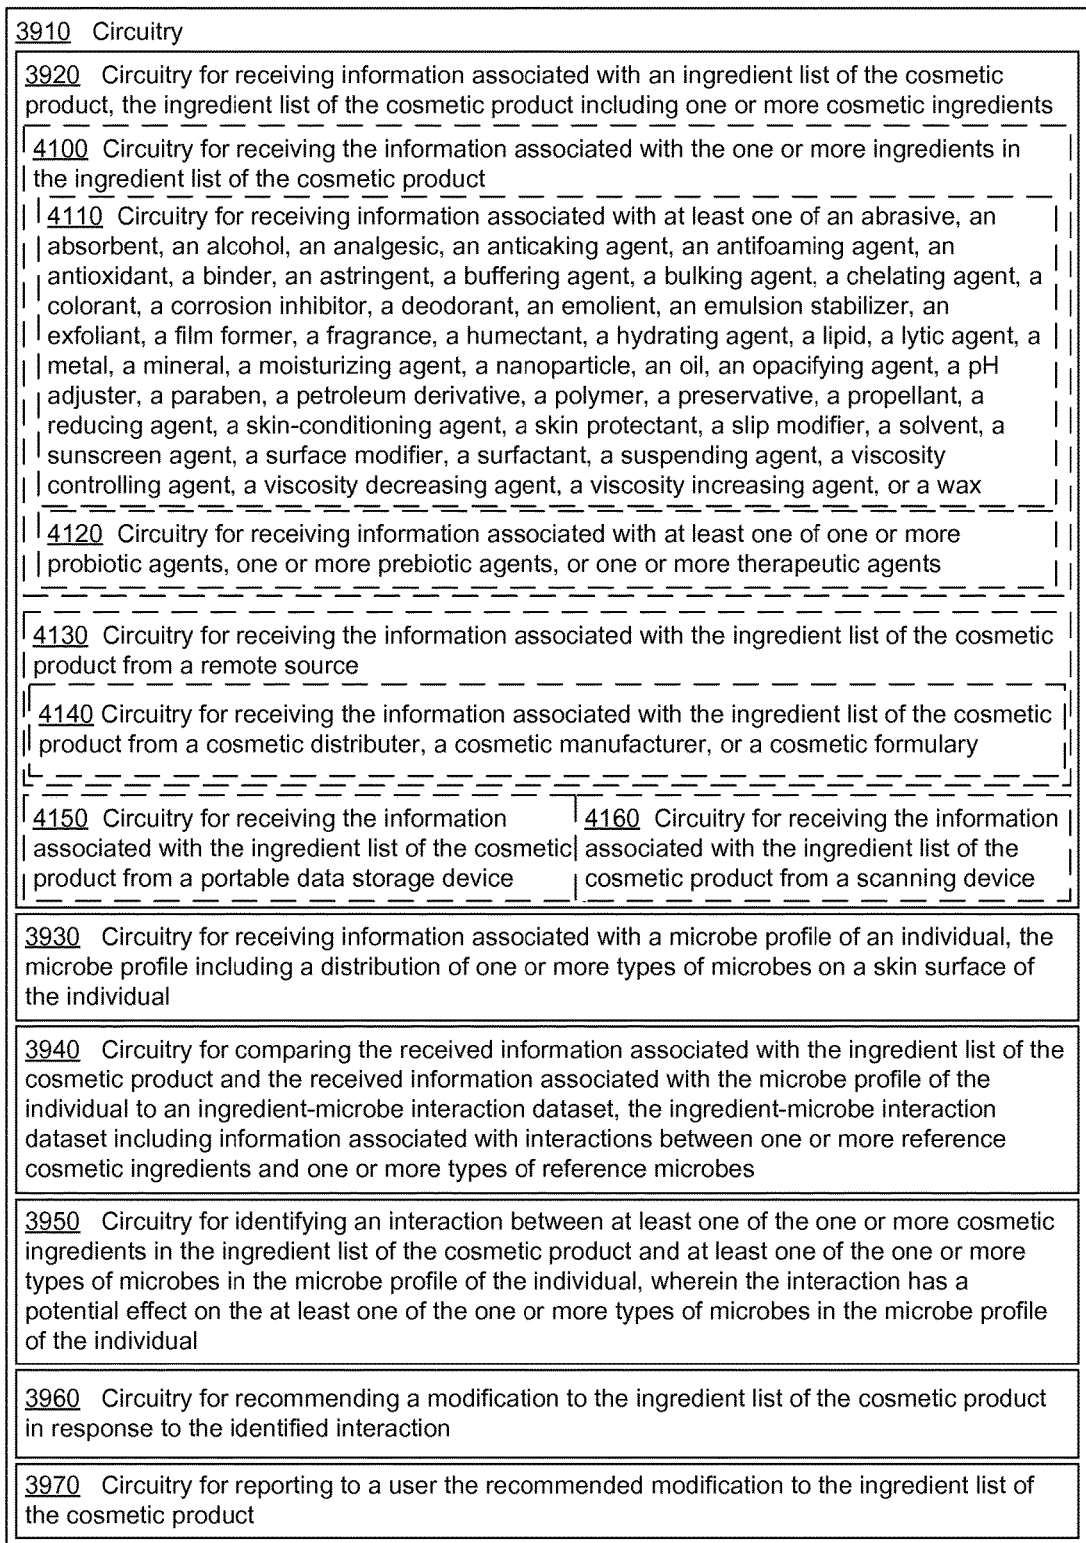 3910 Circuitry
3920 Circuitry for receiving information associated with an ingredient list of the cosmetic
product, the ingredient list of the cosmetic product including one or more cosmetic ingredients
4100 Circuitry for receiving the information associated with the one or more ingredients in
the ingredient list of the cosmetic product
4110 Circuitry for receiving information associated with at least one of an abrasive, an
absorbent, an alcohol, an analgesic, an anticaking agent, an antifoaming agent, an
antioxidant, a binder, an astringent, a buffering agent, a bulking agent, a chelating agent, a
colorant, a corrosion inhibitor, a deodorant, an emolient, an emulsion stabilizer, an
exfoliant, a film former, a fragrance, a humectant, a hydrating agent, a lipid, a lytic agent, a
metal, a mineral, a moisturizing agent, a nanoparticle, an oil, an opacifying agent, a pH
adjuster, a paraben, a petroleum derivative, a polymer, a preservative, a propellant, a
reducing agent, a skin-conditioning agent, a skin protectant, a slip modifier, a solvent, a
sunscreen agent, a surface modifier, a surfactant, a suspending agent, a viscosity
controlling agent, a viscosity decreasing agent, a viscosity increasing agent, or a wax
4120 Circuitry for receiving information associated with at least one of one or more
probiotic agents, one or more prebiotic agents, or one or more therapeutic agents
4130 Circuitry for receiving the information associated with the ingredient list of the cosmetic
product from a remote source
4140 Circuitry for receiving the information associated with the ingredient list of the cosmetic
product from a cosmetic distributer, a cosmetic manufacturer, or a cosmetic formulary
4150 Circuitry for receiving the information
associated with the ingredient list of the cosmetic
product from a portable data storage device
4160 Circuitry for receiving the information
associated with the ingredient list of the
cosmetic product from a scanning device
3930 Circuitry for receiving information associated with a microbe profile of an individual, the
microbe profile including a distribution of one or more types of microbes on a skin surface of
the individual
3940 Circuitry for comparing the received information associated with the ingredient list of the
cosmetic product and the received information associated with the microbe profile of the
individual to an ingredient-microbe interaction dataset, the ingredient-microbe interaction
dataset including information associated with interactions between one or more reference
cosmetic ingredients and one or more types of reference microbes
3950 Circuitry for identifying an interaction between at least one of the one or more cosmetic
ingredients in the ingredient list of the cosmetic product and at least one of the one or more
types of microbes in the microbe profile of the individual, wherein the interaction has a
potential effect on the at least one of the one or more types of microbes in the microbe profile
of the individual
3960 Circuitry for recommending a modification to the ingredient list of the cosmetic product
in response to the identified interaction
3970 Circuitry for reporting to a user the recommended modification to the ingredient list of
the cosmetic product